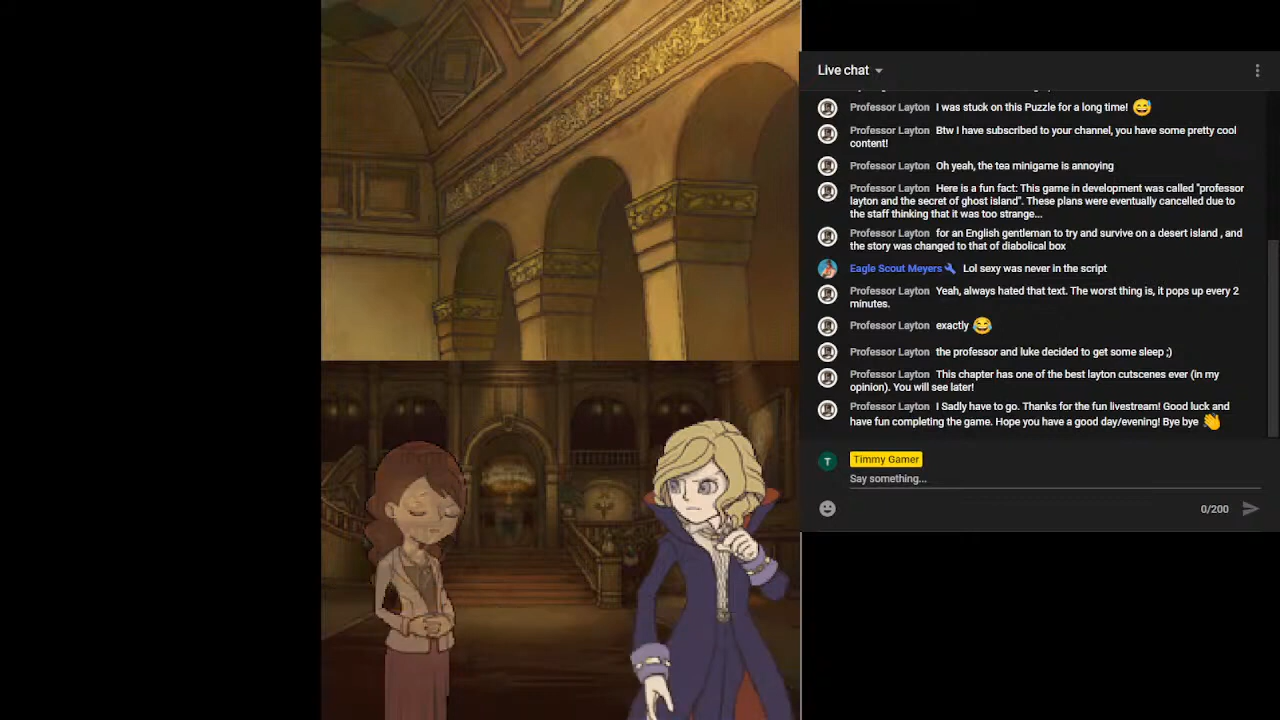 Live chat
Professor Layton I was stuck on this Puzzle for a long time! 😅
Professor Layton Btw I have subscribed to your channel, you have some pretty cool
content!
Professor Layton Oh yeah, the tea minigame is annoying
Professor Layton Here is a fun fact: This game in development was called "professor
layton and the secret of ghost island". These plans were eventually cancelled due to
the staff thinking that it was too strange...
Professor Layton for an English gentleman to try and survive on a desert island , and
the story was changed to that of diabolical box
Eagle Scout Meyers Lol sexy was never in the script
Professor Layton Yeah, always hated that text. The worst thing is, it pops up every 2
minutes.
Professor Layton exactly 😂
Professor Layton the professor and luke decided to get some sleep ;)
Professor Layton This chapter has one of the best layton cutscenes ever (in my
opinion). You will see later!
Professor Layton I Sadly have to go. Thanks for the fun livestream! Good luck and
have fun completing the game. Hope you have a good day/evening! Bye bye 👋
T Timmy Gamer
Say something...
0/200